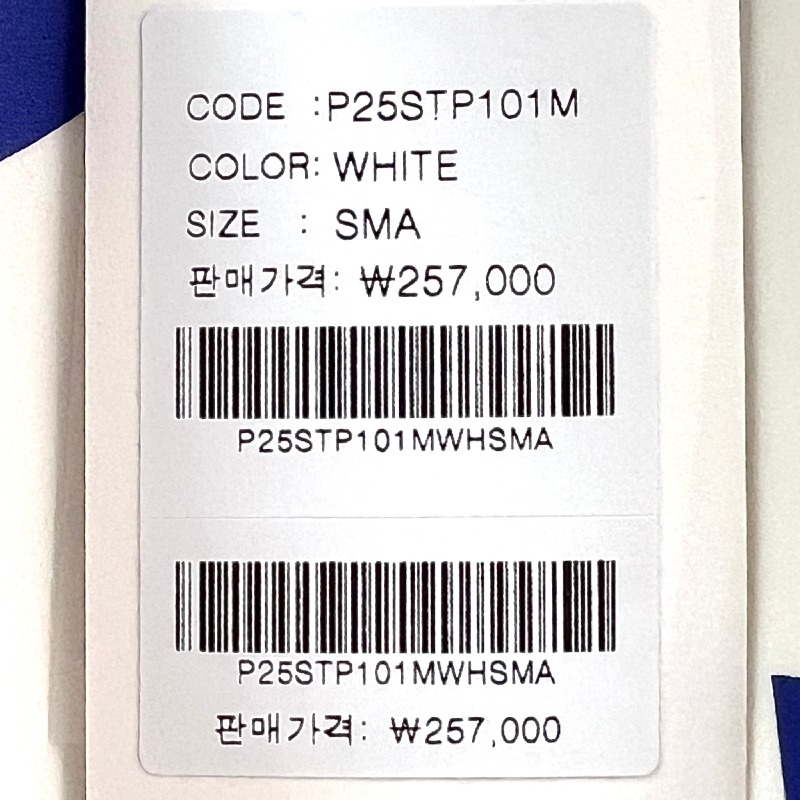 CODE :P25STP101M
COLOR: WHITE
SIZE : SMA
판매가격: ₩257,000
P25STP101MWHSMA
P25STP101MWHSMA
판매가격: ₩257,000